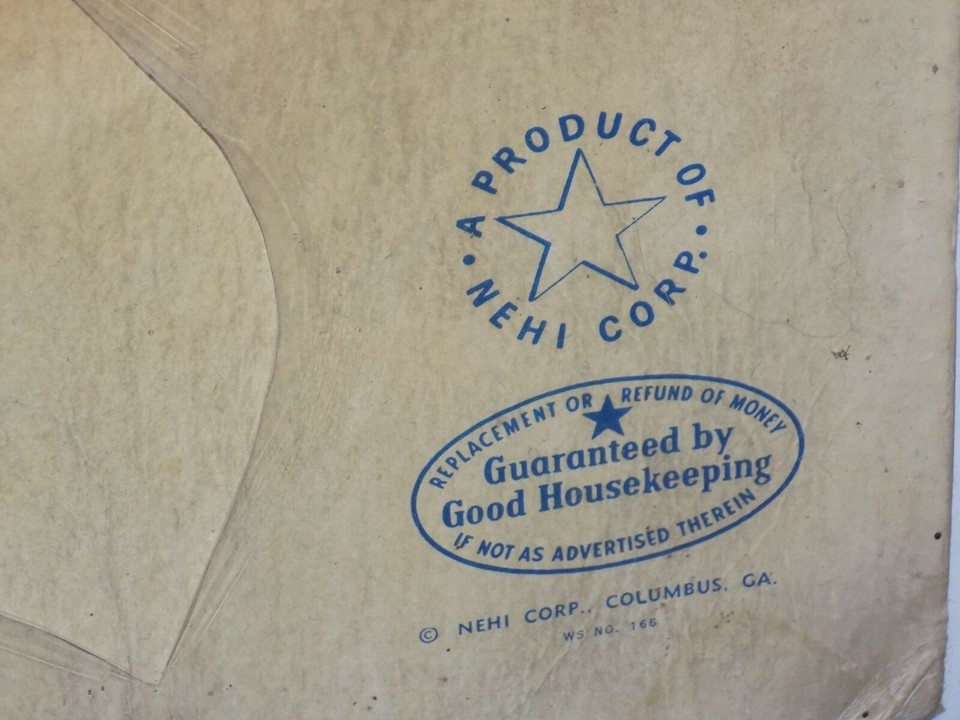 A PRODUCT OF
• NEHI CORP. •
REPLACEMENT OR REFUND OF MONEY
Guaranteed by
Good Housekeeping
IF NOT AS ADVERTISED THEREIN
© NEHI CORP., COLUMBUS, GA.
WS NO. 166